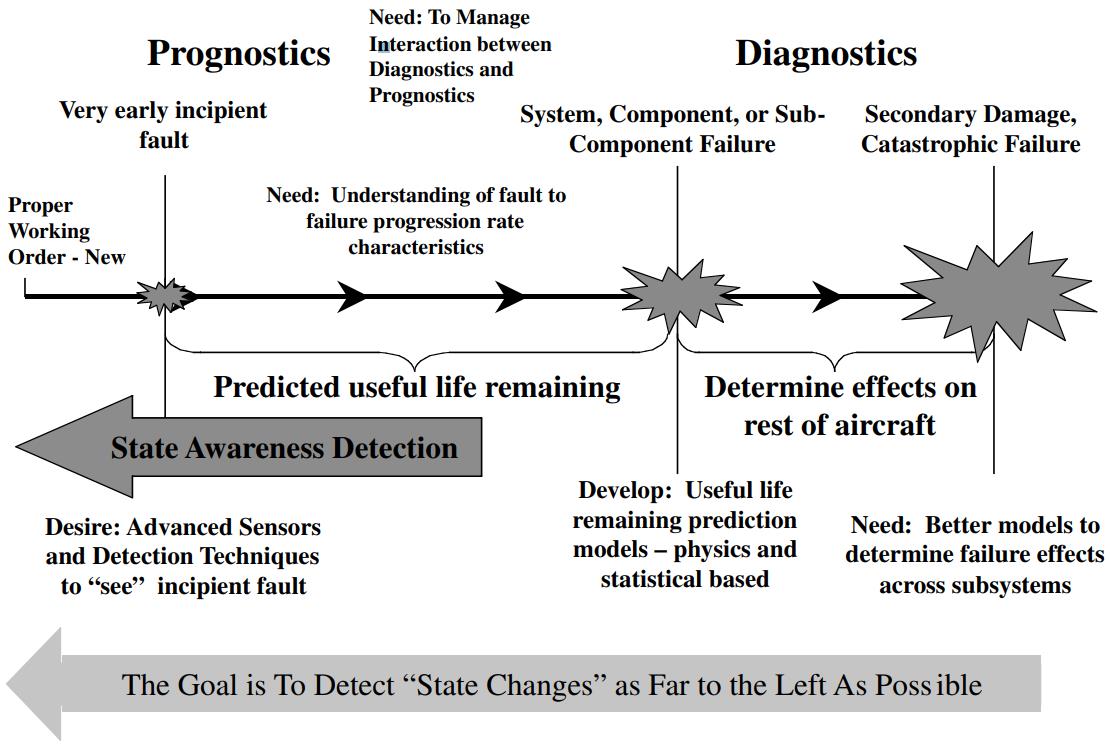 Need: To Manage
Interaction between
Diagnostics and
Prognostics
Prognostics
Diagnostics
Very early incipient
fault
System, Component, or Sub-
Component Failure
Secondary Damage,
Catastrophic Failure
Proper
Working
Order - New
Need: Understanding of fault to
failure progression rate
characteristics
Predicted useful life remaining
Determine effects on
rest of aircraft
State Awareness Detection
Desire: Advanced Sensors
and Detection Techniques
to “see” incipient fault
Develop: Useful life
remaining prediction
models – physics and
statistical based
Need: Better models to
determine failure effects
across subsystems
The Goal is To Detect “State Changes” as Far to the Left As Possible